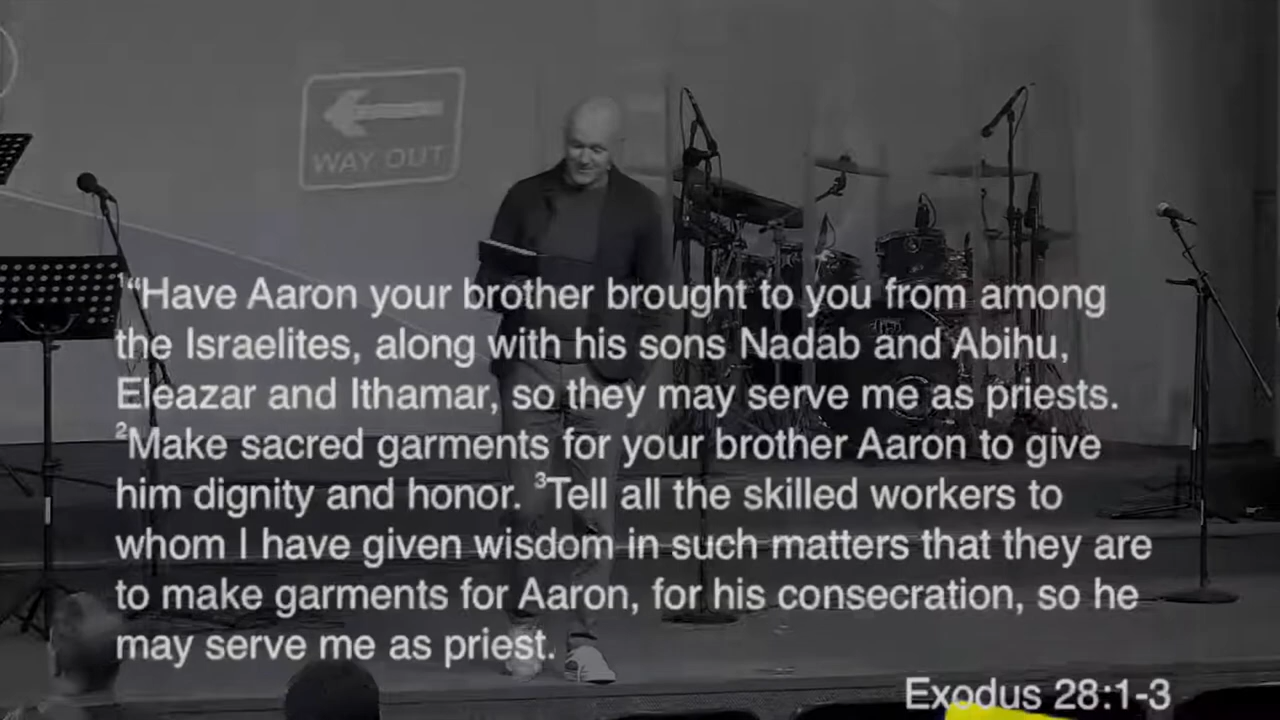 WAY OUT
¹“Have Aaron your brother brought to you from among
the Israelites, along with his sons Nadab and Abihu,
Eleazar and Ithamar, so they may serve me as priests.
²Make sacred garments for your brother Aaron to give
him dignity and honor. ³Tell all the skilled workers to
whom I have given wisdom in such matters that they are
to make garments for Aaron, for his consecration, so he
may serve me as priest.
Exodus 28:1-3